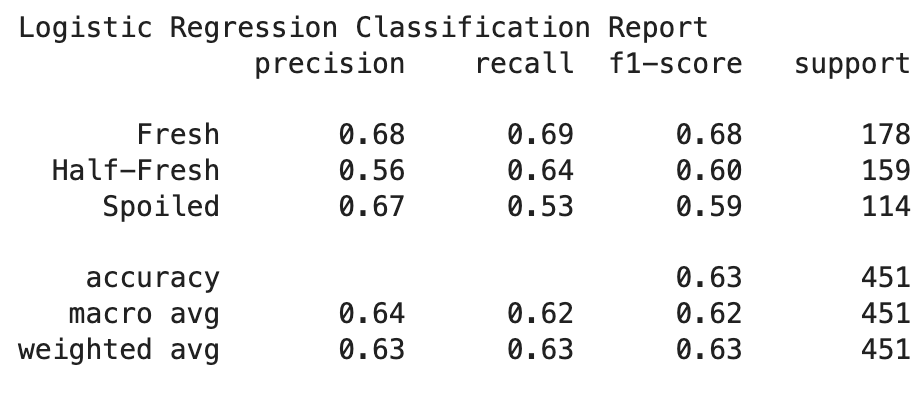 Logistic Regression Classification Report
precision recall f1-score support
Fresh 0.68 0.69 0.68 178
Half-Fresh 0.56 0.64 0.60 159
Spoiled 0.67 0.53 0.59 114
accuracy 0.63 451
macro avg 0.64 0.62 0.62 451
weighted avg 0.63 0.63 0.63 451